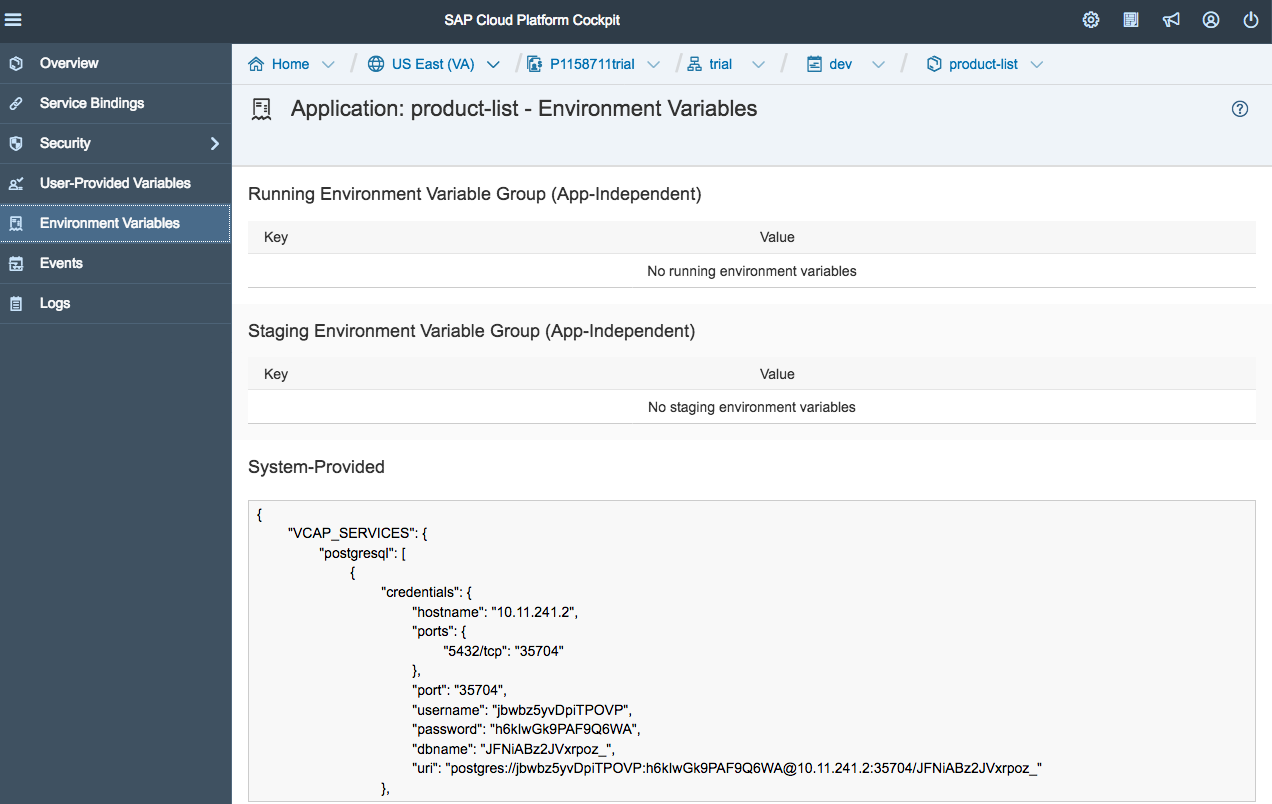 SAP Cloud Platform Cockpit
Overview
Service Bindings
Security
User-Provided Variables
Environment Variables
Events
Logs
Home / US East (VA) / P1158711trial / trial / dev / product-list
Application: product-list - Environment Variables
Running Environment Variable Group (App-Independent)
Key Value
No running environment variables
Staging Environment Variable Group (App-Independent)
Key Value
No staging environment variables
System-Provided
{
"VCAP_SERVICES": {
"postgresql": [
{
"credentials": {
"hostname": "10.11.241.2",
"ports": {
"5432/tcp": "35704"
},
"port": "35704",
"username": "jbwbz5yvDpiTPOVP",
"password": "h6kIwGk9PAF9Q6WA",
"dbname": "JFNiABz2JVxrpoz_",
"uri": "postgres://jbwbz5yvDpiTPOVP:h6kIwGk9PAF9Q6WA@10.11.241.2:35704/JFNiABz2JVxrpoz_"
},